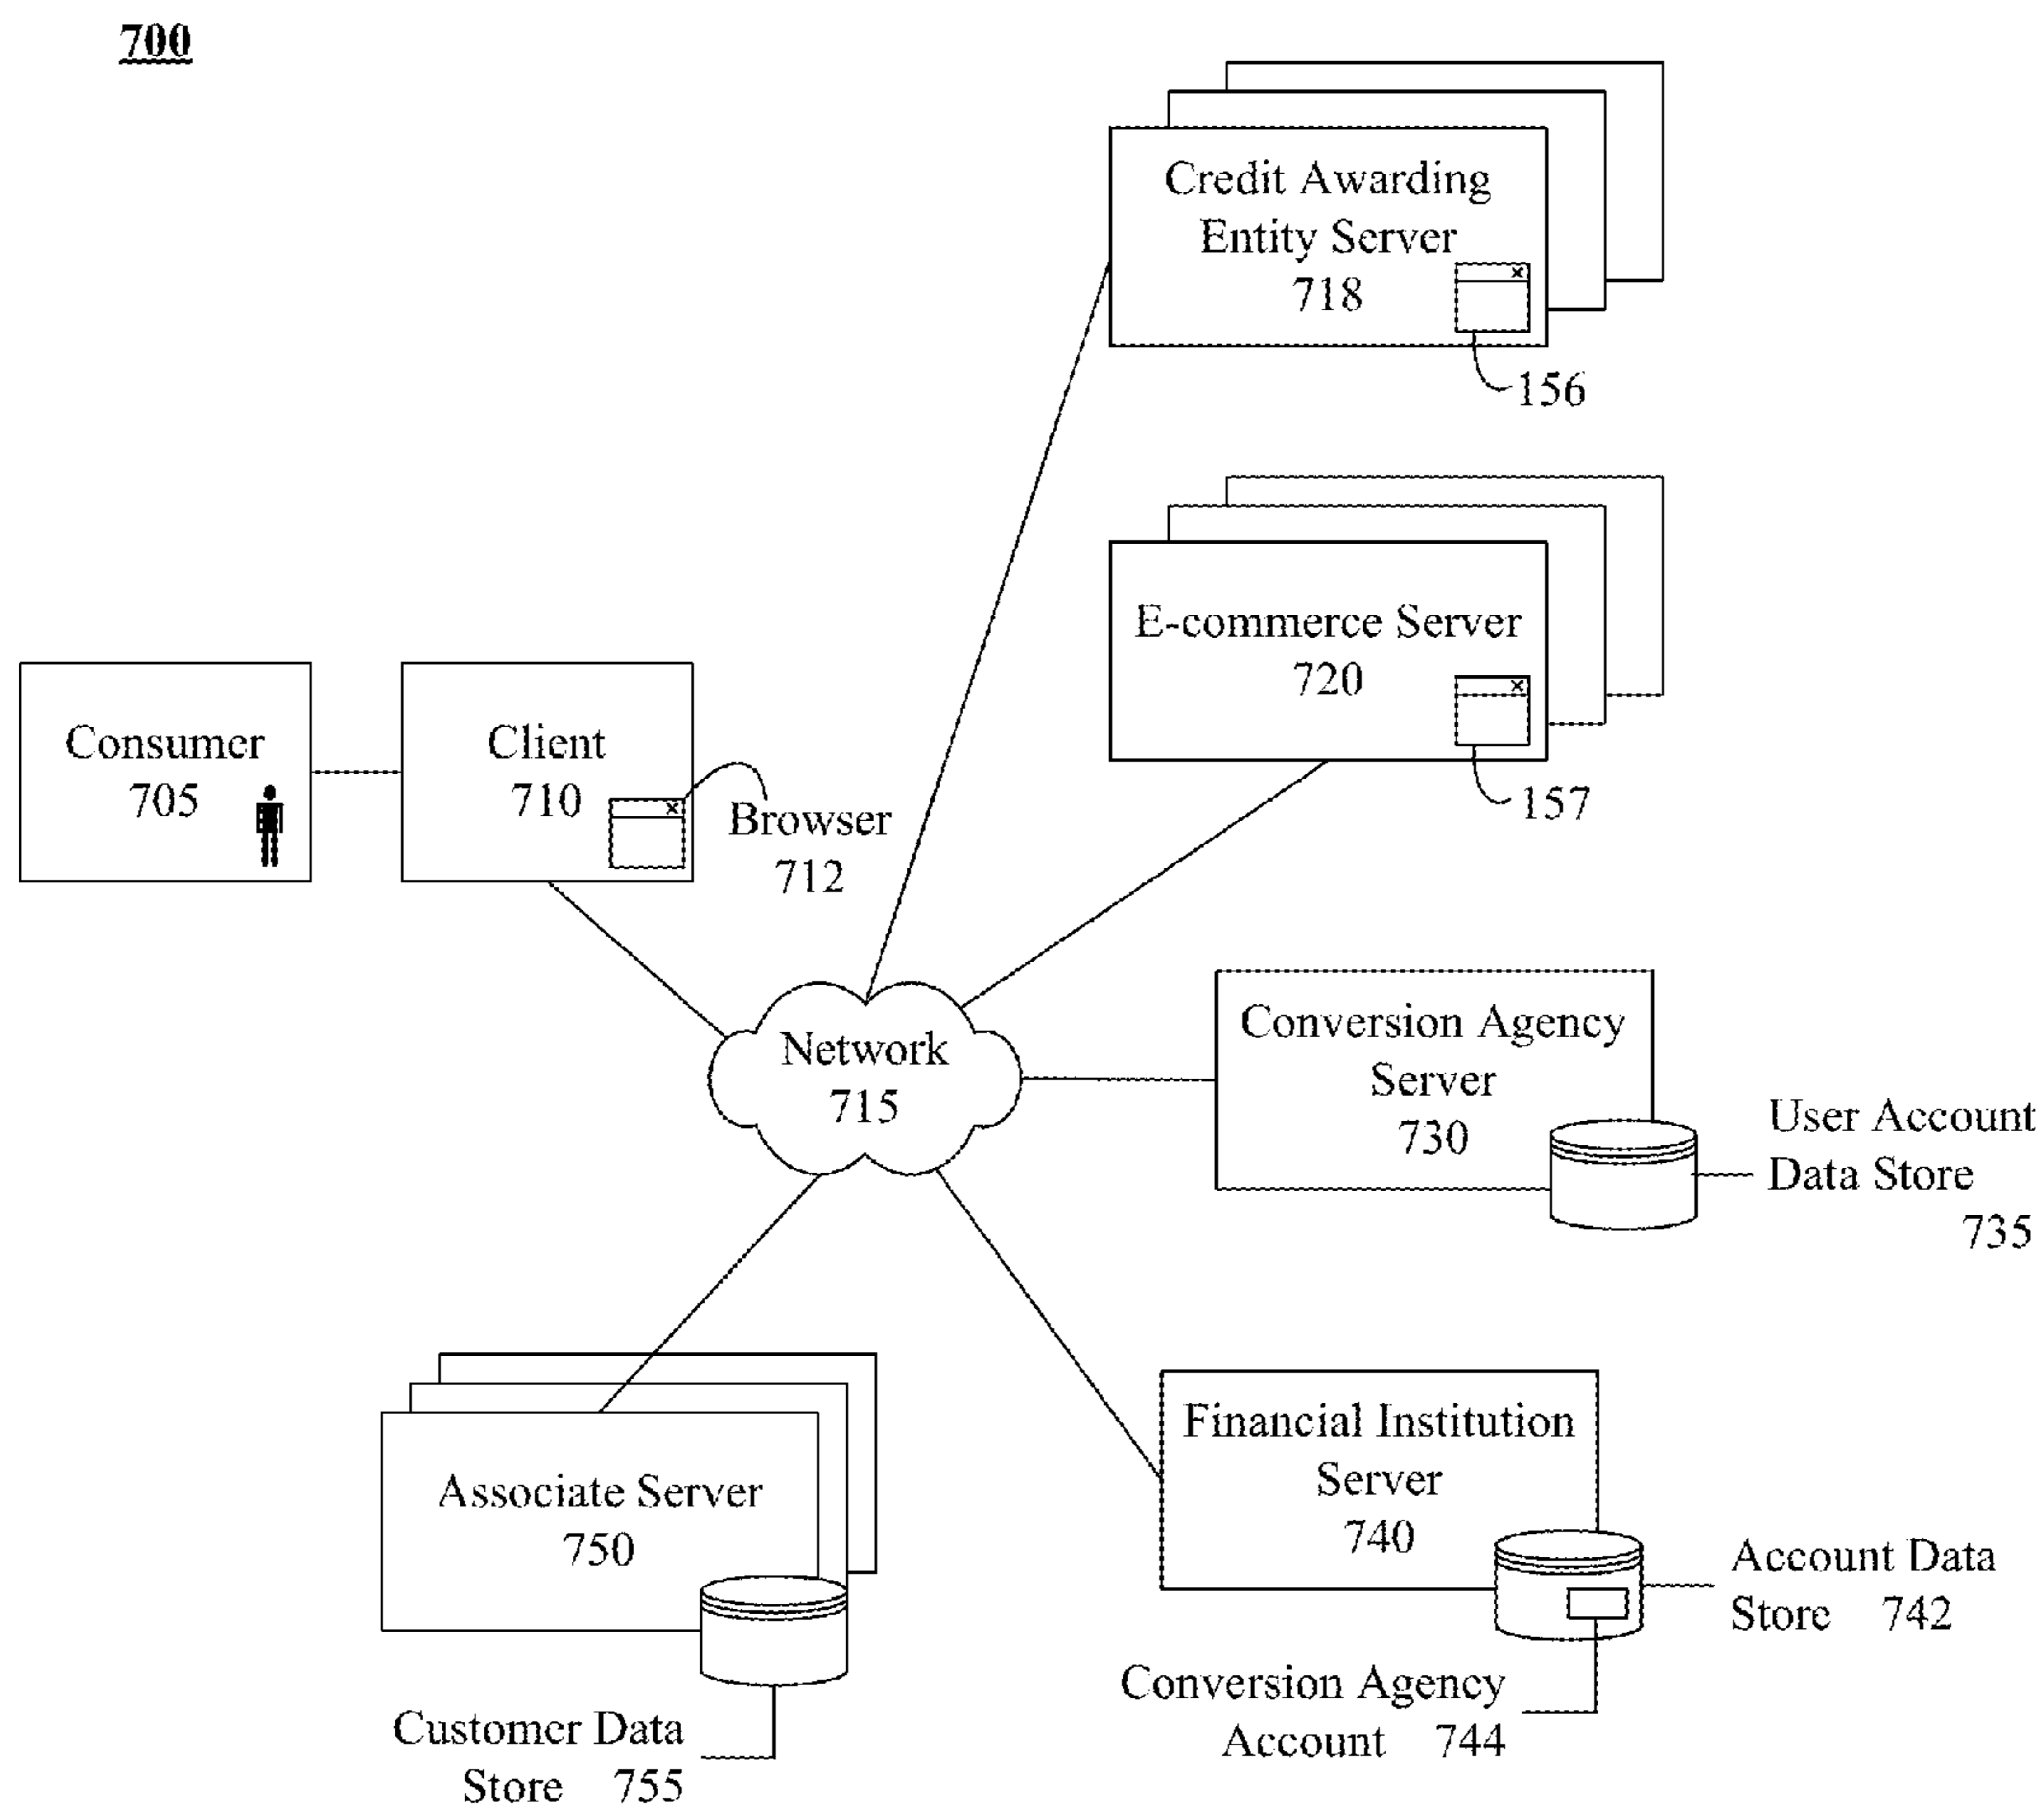 700
Credit Awarding
Entity Server
718
156
E-commerce Server
720
157
Consumer
705
Client
710
Browser
712
Network
715
Conversion Agency
Server
730
User Account
Data Store
735
Associate Server
750
Customer Data
Store 755
Financial Institution
Server
740
Account Data
Store 742
Conversion Agency
Account 744